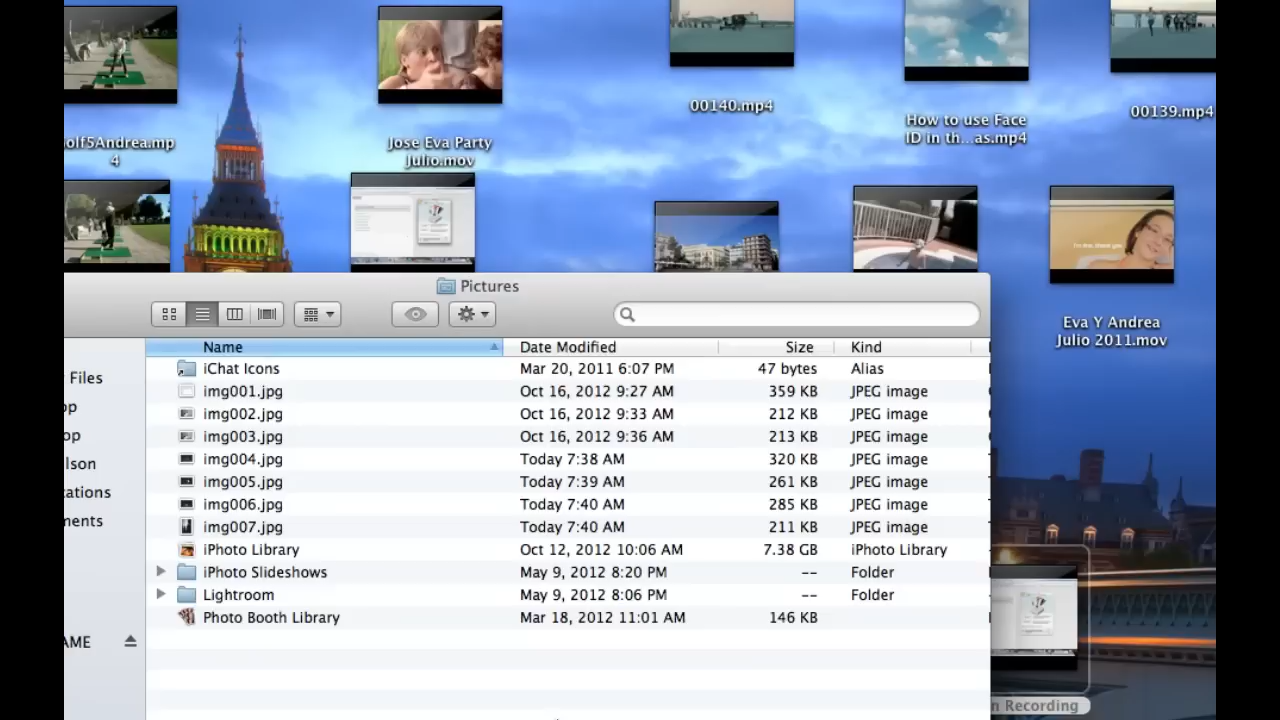 00140.mp4
How to use Face
ID in th...as.mp4
00139.mp4
olf5Andrea.mp
4
Jose Eva Party
Julio.mov
I'm fine, thank you.
Eva Y Andrea
Julio 2011.mov
Pictures
Name Date Modified Size Kind
iChat Icons Mar 20, 2011 6:07 PM 47 bytes Alias
img001.jpg Oct 16, 2012 9:27 AM 359 KB JPEG image
img002.jpg Oct 16, 2012 9:33 AM 212 KB JPEG image
img003.jpg Oct 16, 2012 9:36 AM 213 KB JPEG image
img004.jpg Today 7:38 AM 320 KB JPEG image
img005.jpg Today 7:39 AM 261 KB JPEG image
img006.jpg Today 7:40 AM 285 KB JPEG image
img007.jpg Today 7:40 AM 211 KB JPEG image
iPhoto Library Oct 12, 2012 10:06 AM 7.38 GB iPhoto Library
iPhoto Slideshows May 9, 2012 8:20 PM -- Folder
Lightroom May 9, 2012 8:06 PM -- Folder
Photo Booth Library Mar 18, 2012 11:01 AM 146 KB
Files
op
op
lson
cations
ments
AME
n Recording